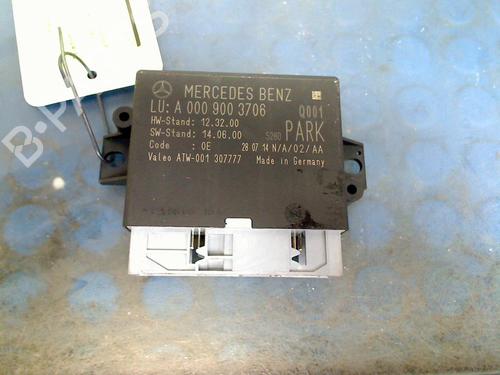 MERCEDES BENZ
LU: A 000 900 3706 Q001
HW-Stand: 12.32.00
SW-Stand: 14.06.00 PARK
Code : 0E 28 07 14 N/A/02/AA
Valeo ATW-001 307777 Made in Germany